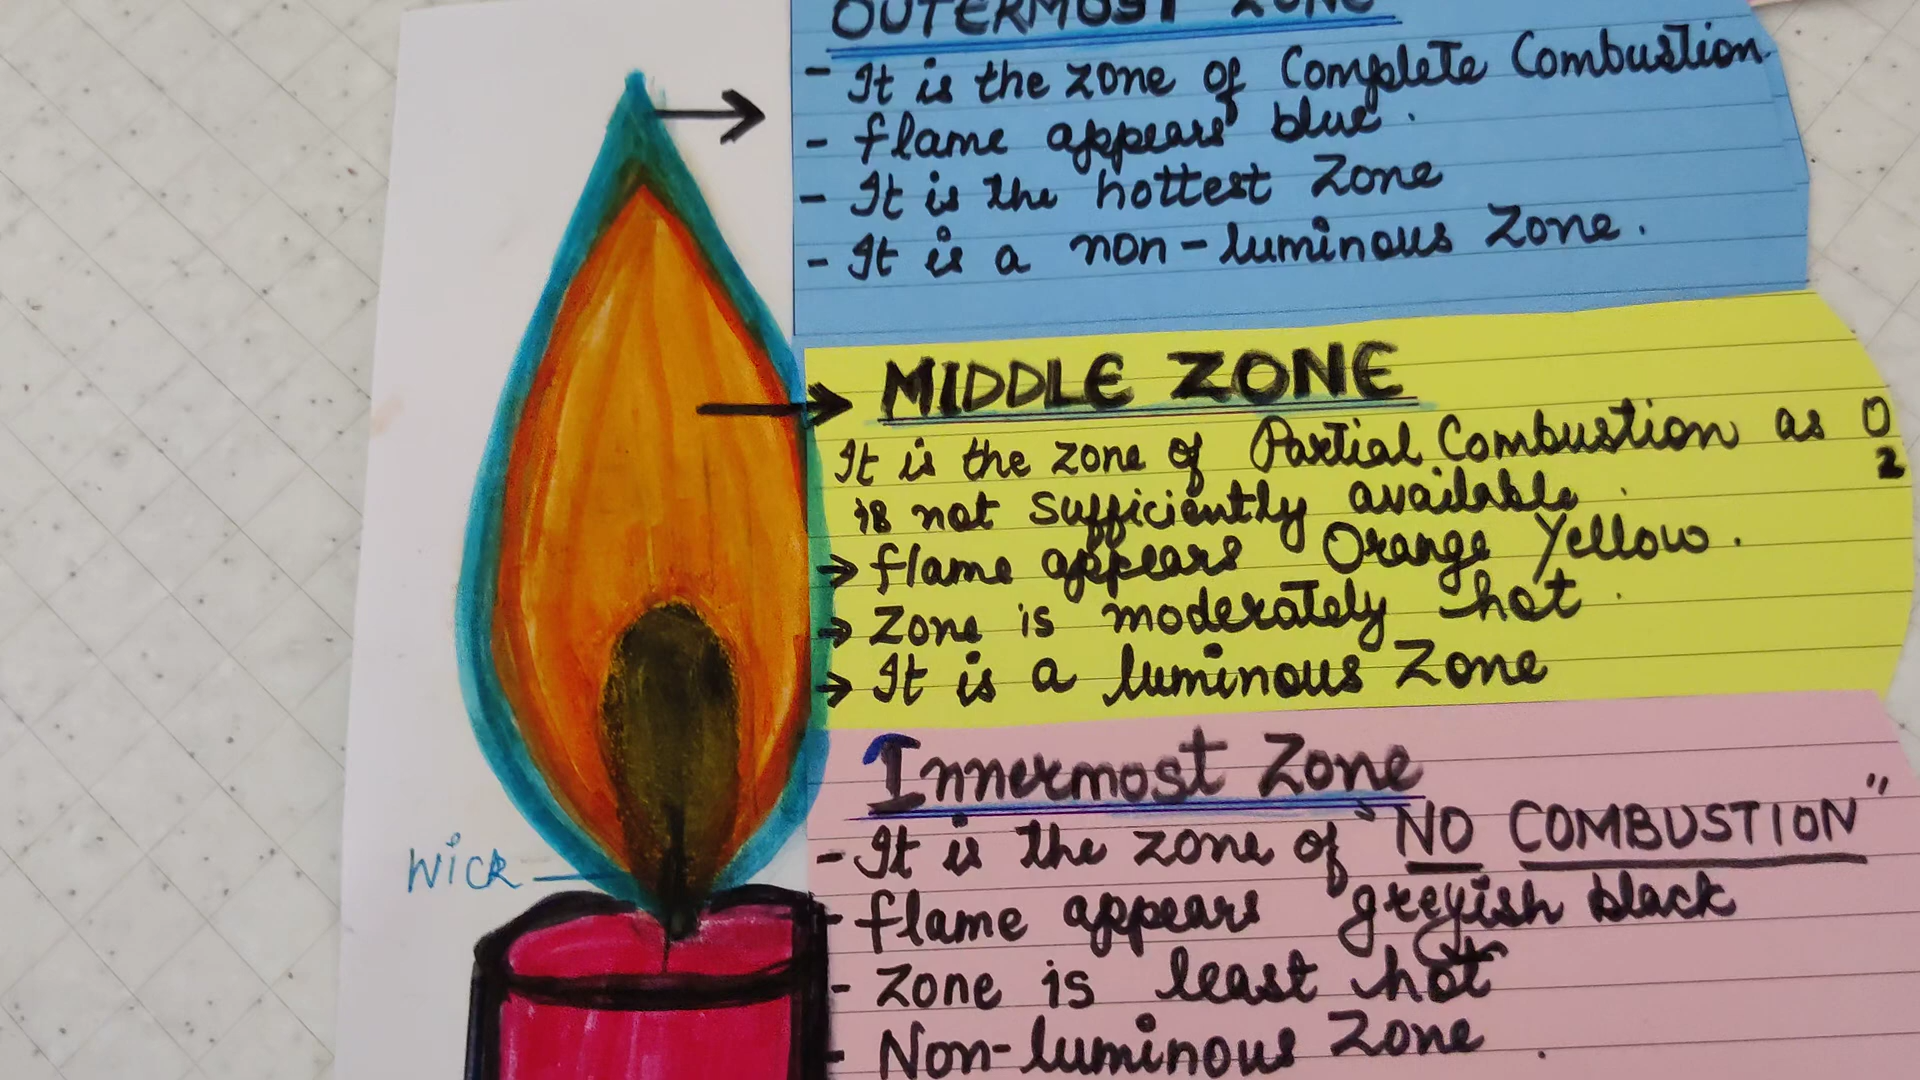 OUTERMOST ZONE
- It is the zone of Complete Combustion.
- flame appears blue.
- It is the hottest Zone
- It is a non-luminous Zone.
MIDDLE ZONE
It is the zone of Partial Combustion as O2
is not sufficiently available.
→ flame appears Orange Yellow.
→ Zone is moderately hot.
→ It is a luminous Zone
Innermost Zone
- It is the zone of "NO COMBUSTION"
- flame appears greyish black
- Zone is least hot
- Non-luminous Zone.
Wick